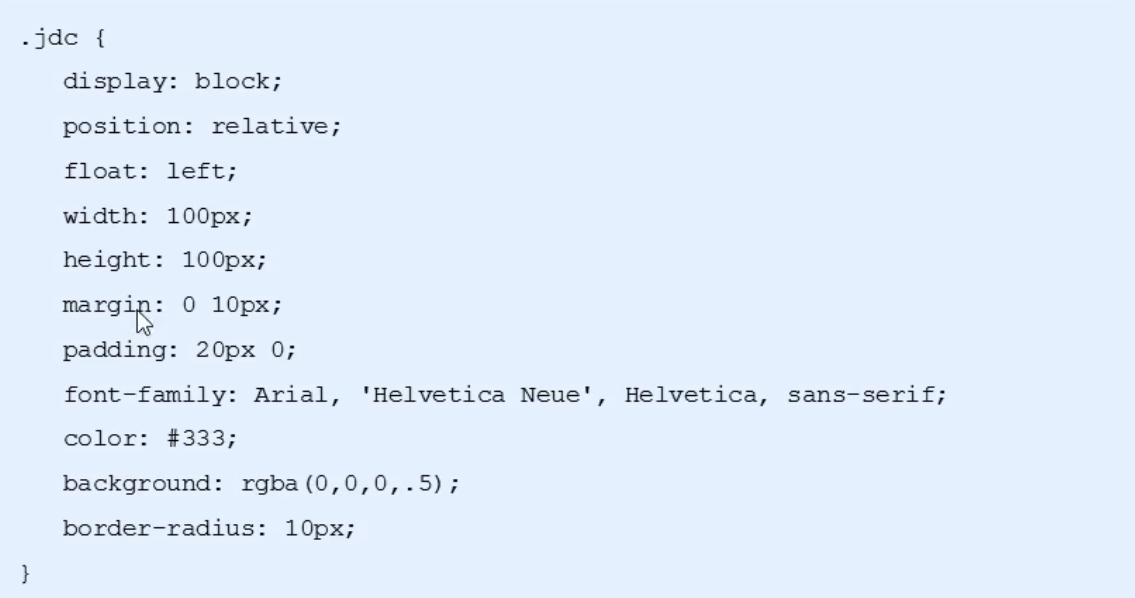 .jdc {
display: block;
position: relative;
float: left;
width: 100px;
height: 100px;
margin: 0 10px;
padding: 20px 0;
font-family: Arial, 'Helvetica Neue', Helvetica, sans-serif;
color: #333;
background: rgba(0,0,0,.5);
border-radius: 10px;
}